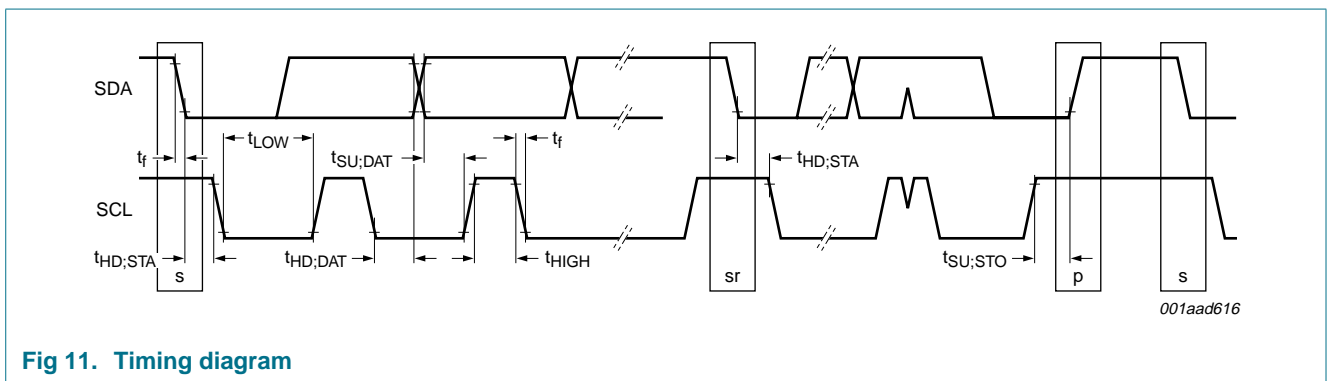 SDA
tLOW
tf
tSU;DAT
tf
tHD;STA
SCL
tHD;STA
s
tHD;DAT
tHIGH
sr
tSU;STO
p
s
001aad616
Fig 11. Timing diagram